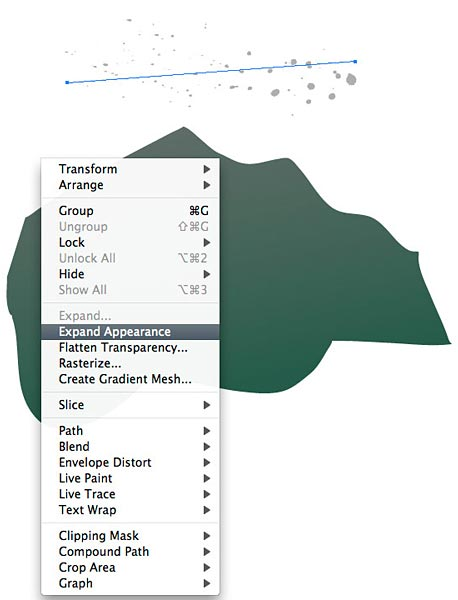 Transform
Arrange
Group ⌘G
Ungroup ⇧⌘G
Lock
Unlock All ⌥⌘2
Hide
Show All ⌥⌘3
Expand...
Expand Appearance
Flatten Transparency...
Rasterize...
Create Gradient Mesh...
Slice
Path
Blend
Envelope Distort
Live Paint
Live Trace
Text Wrap
Clipping Mask
Compound Path
Crop Area
Graph